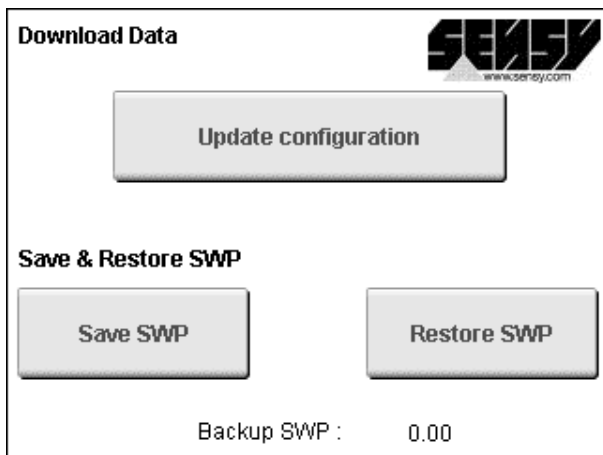 Download Data
SENSY
www.sensy.com
Update configuration
Save & Restore SWP
Save SWP
Restore SWP
Backup SWP : 0.00